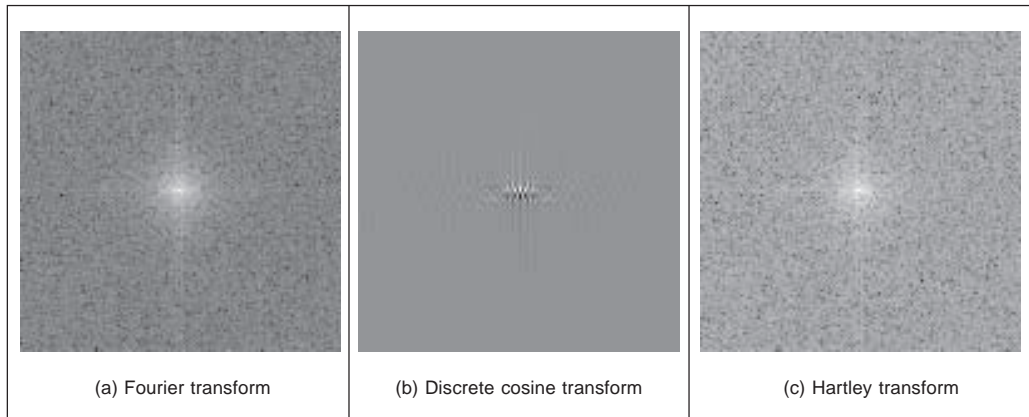 (a) Fourier transform
(b) Discrete cosine transform
(c) Hartley transform